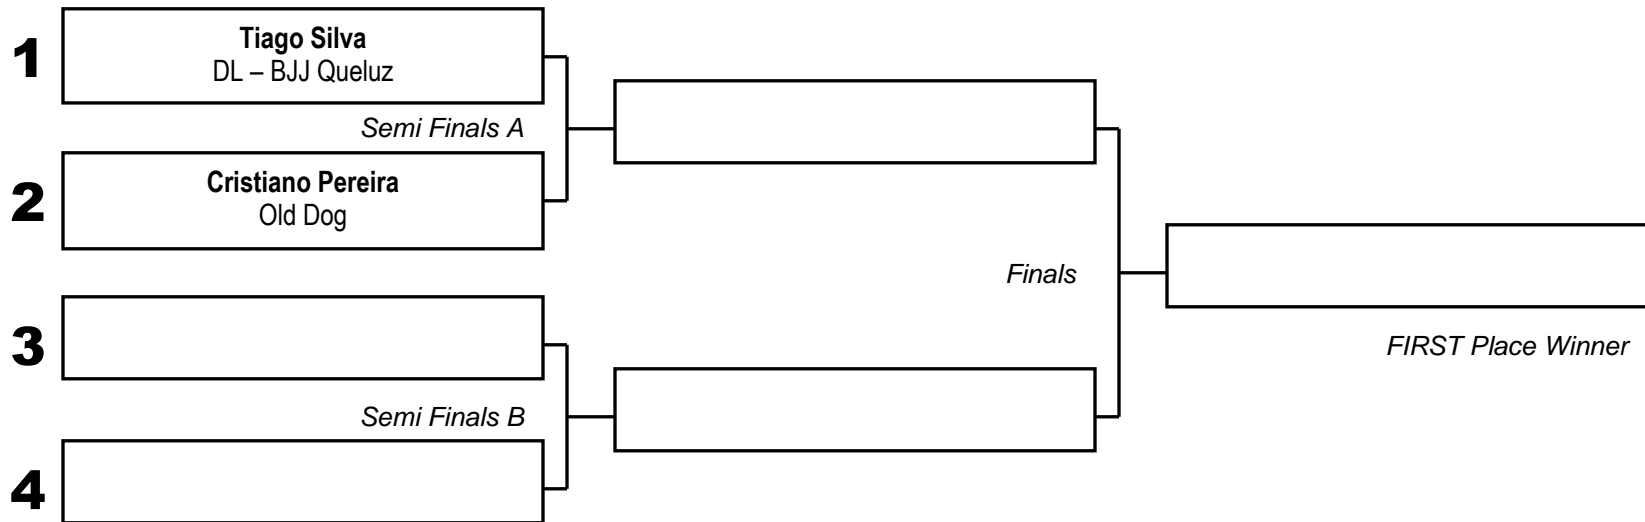 1
Tiago Silva
DL – BJJ Queluz
Semi Finals A
2
Cristiano Pereira
Old Dog
Finals
3
FIRST Place Winner
Semi Finals B
4